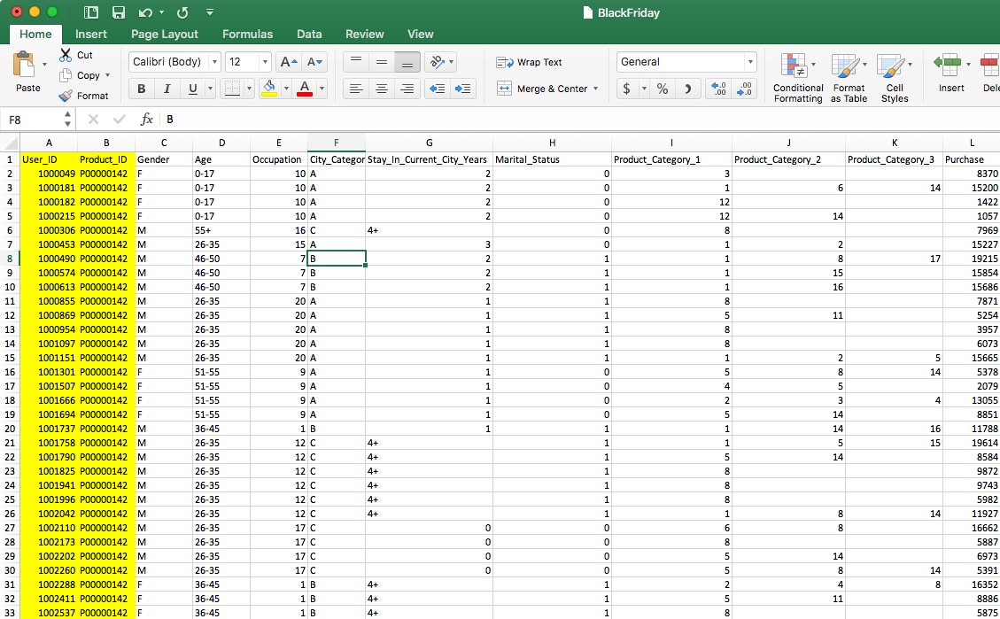 BlackFriday
Home Insert Page Layout Formulas Data Review View
Paste Cut Copy Format Calibri (Body) 12 A A B I U A Wrap Text Merge & Center General $ % Conditional Formatting Format as Table Cell Styles Insert Dele
F8 fx B
A B C D E F G H I J K L
1 User_ID Product_ID Gender Age Occupation City_Categor Stay_In_Current_City_Years Marital_Status Product_Category_1 Product_Category_2 Product_Category_3 Purchase
2 1000049 P00000142 F 0-17 10 A 2 0 3 8370
3 1000181 P00000142 F 0-17 10 A 2 0 1 6 14 15200
4 1000182 P00000142 F 0-17 10 A 2 0 12 1422
5 1000215 P00000142 F 0-17 10 A 2 0 12 14 1057
6 1000306 P00000142 M 55+ 16 C 4+ 0 8 7969
7 1000453 P00000142 M 26-35 15 A 3 0 1 2 15227
8 1000490 P00000142 M 46-50 7 B 2 1 1 8 17 19215
9 1000574 P00000142 M 46-50 7 B 2 1 1 15 15854
10 1000613 P00000142 M 46-50 7 B 2 1 1 16 15686
11 1000855 P00000142 M 26-35 20 A 1 1 8 7871
12 1000869 P00000142 M 26-35 20 A 1 1 5 11 5254
13 1000954 P00000142 M 26-35 20 A 1 1 8 3957
14 1001097 P00000142 M 26-35 20 A 1 1 8 6073
15 1001151 P00000142 M 26-35 20 A 1 1 1 2 5 15665
16 1001301 P00000142 F 51-55 9 A 1 0 5 8 14 5378
17 1001507 P00000142 F 51-55 9 A 1 0 4 5 2079
18 1001666 P00000142 F 51-55 9 A 1 0 2 3 4 13055
19 1001694 P00000142 F 51-55 9 A 1 0 5 14 8851
20 1001737 P00000142 M 36-45 1 B 1 1 1 14 16 11788
21 1001758 P00000142 M 26-35 12 C 4+ 1 1 5 15 19614
22 1001790 P00000142 M 26-35 12 C 4+ 1 5 14 8584
23 1001825 P00000142 M 26-35 12 C 4+ 1 8 9872
24 1001941 P00000142 M 26-35 12 C 4+ 1 8 9743
25 1001996 P00000142 M 26-35 12 C 4+ 1 8 5982
26 1002042 P00000142 M 26-35 12 C 4+ 1 1 8 14 11927
27 1002110 P00000142 M 26-35 17 C 0 0 6 8 16662
28 1002173 P00000142 M 26-35 17 C 0 0 8 5887
29 1002202 P00000142 M 26-35 17 C 0 0 5 14 6973
30 1002260 P00000142 M 26-35 17 C 0 0 5 8 14 5391
31 1002288 P00000142 F 36-45 1 B 4+ 1 2 4 8 16352
32 1002411 P00000142 F 36-45 1 B 4+ 1 5 11 8886
33 1002537 P00000142 F 36-45 1 B 4+ 1 8 5875